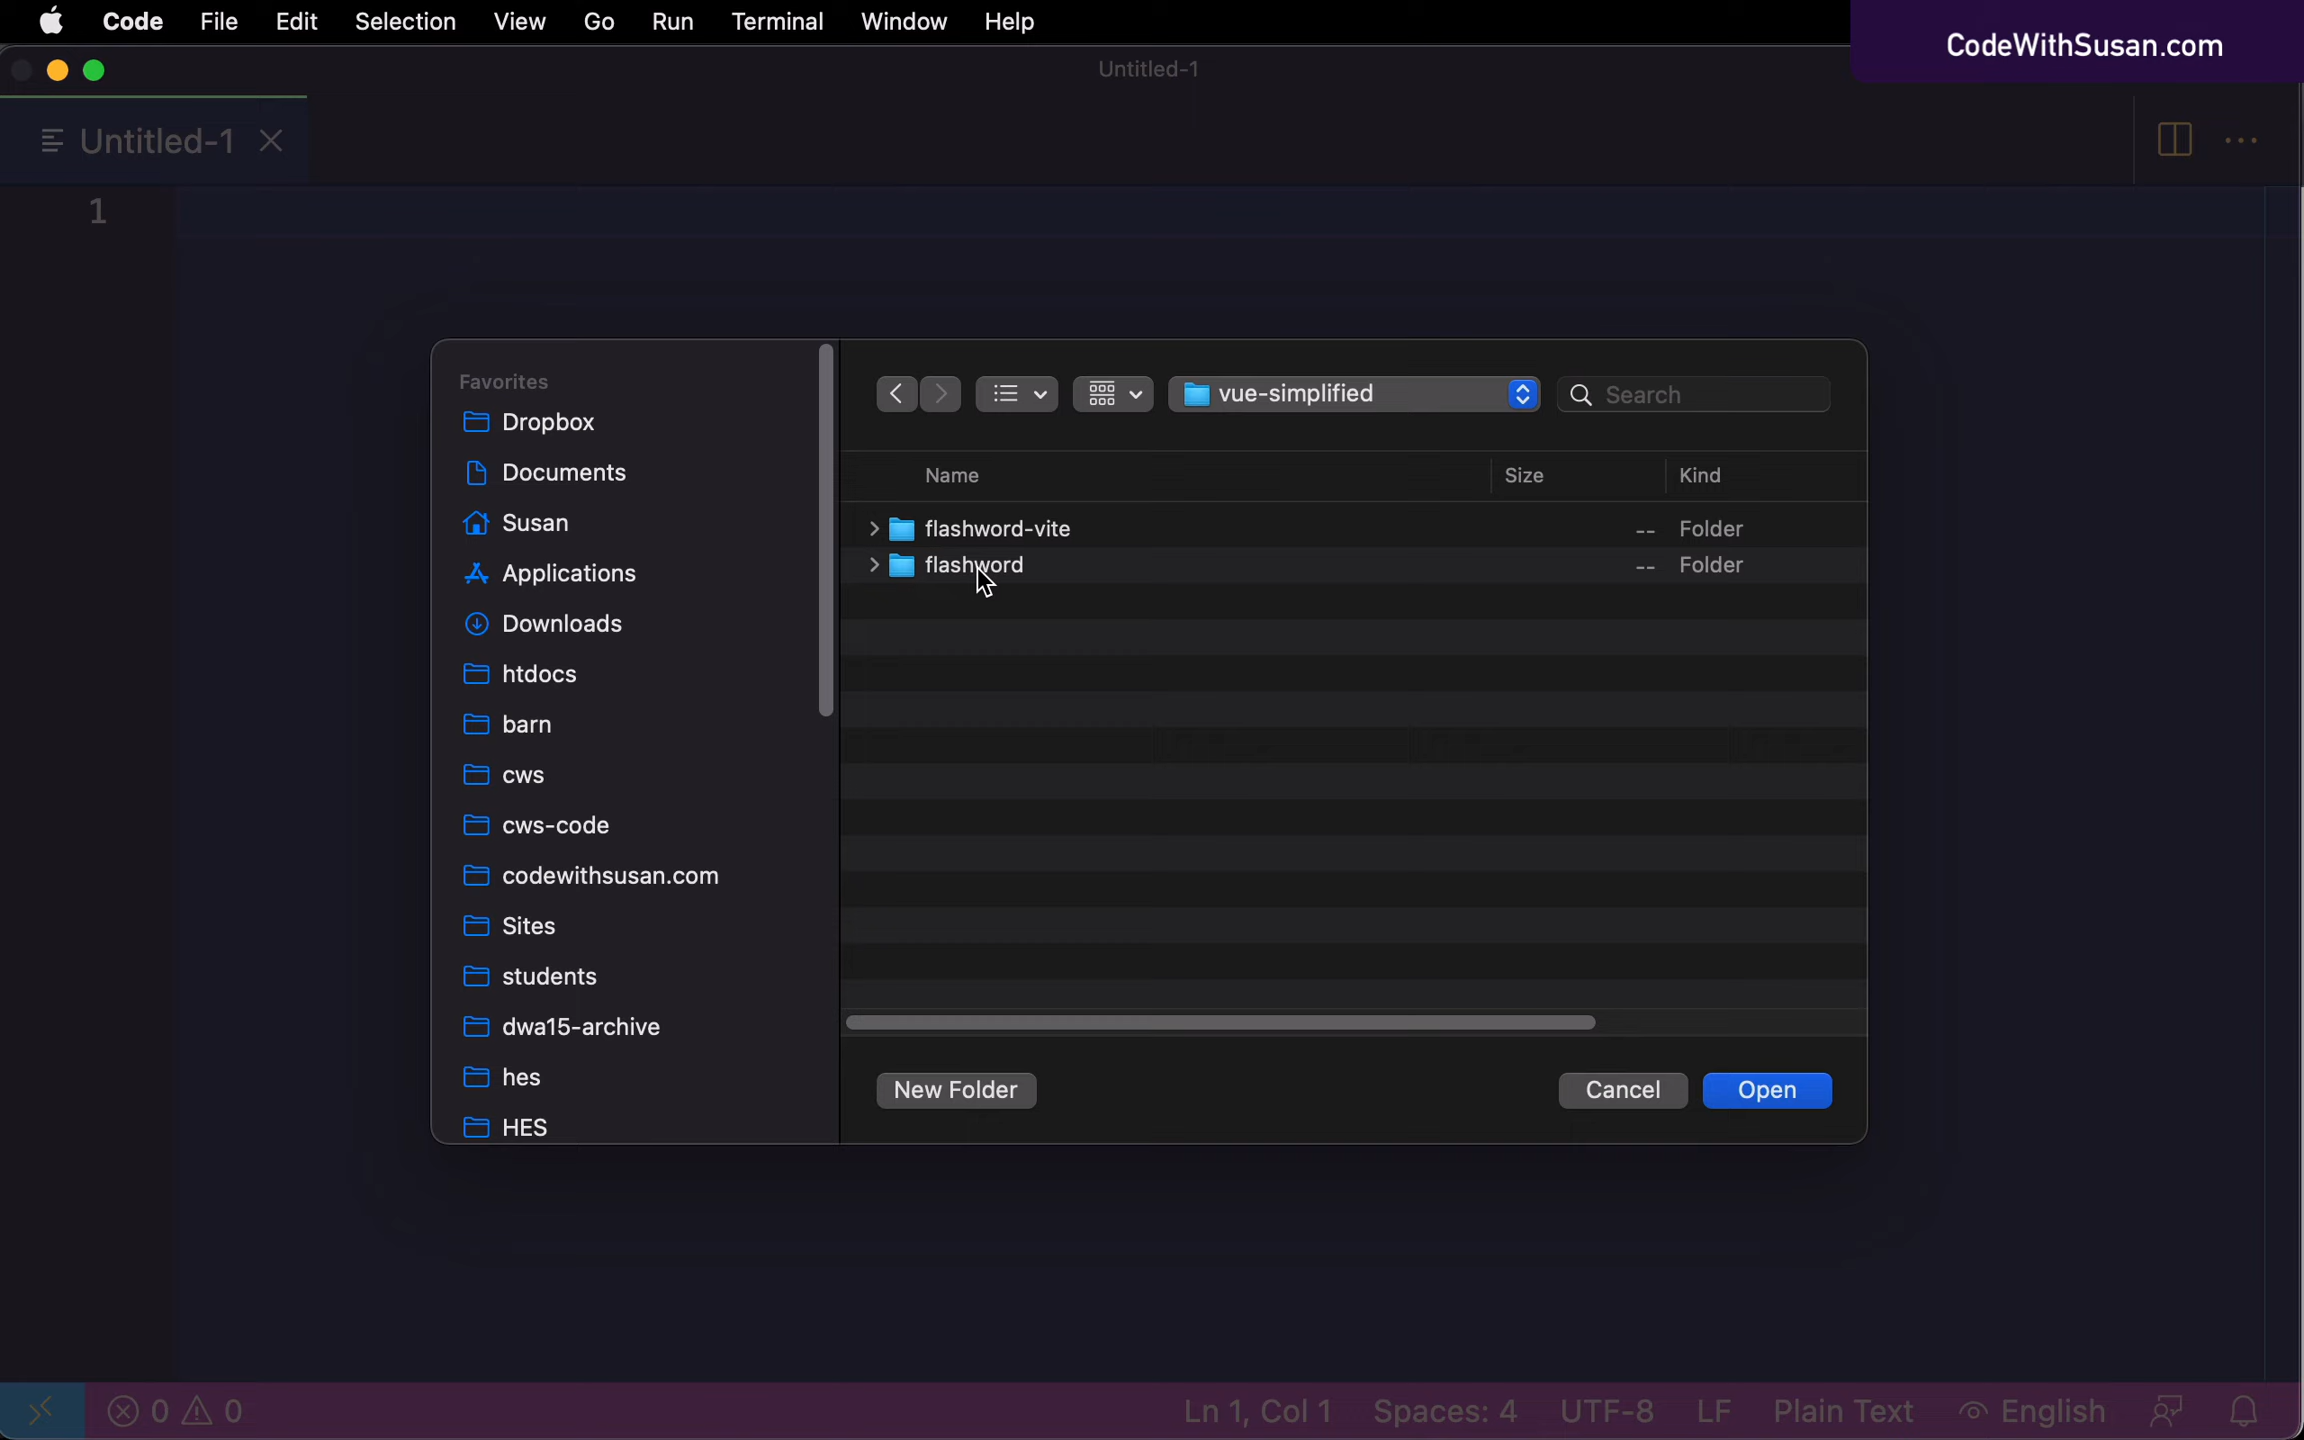 Code File Edit Selection View Go Run Terminal Window Help
CodeWithSusan.com
Untitled-1
Untitled-1
1
Favorites
Dropbox
Documents
Susan
Applications
Downloads
htdocs
barn
cws
cws-code
codewithsusan.com
Sites
students
dwa15-archive
hes
HES
vue-simplified
Search
Name Size Kind
flashword-vite -- Folder
flashword -- Folder
New Folder Cancel Open
0 0 Ln 1, Col 1 Spaces: 4 UTF-8 LF Plain Text English